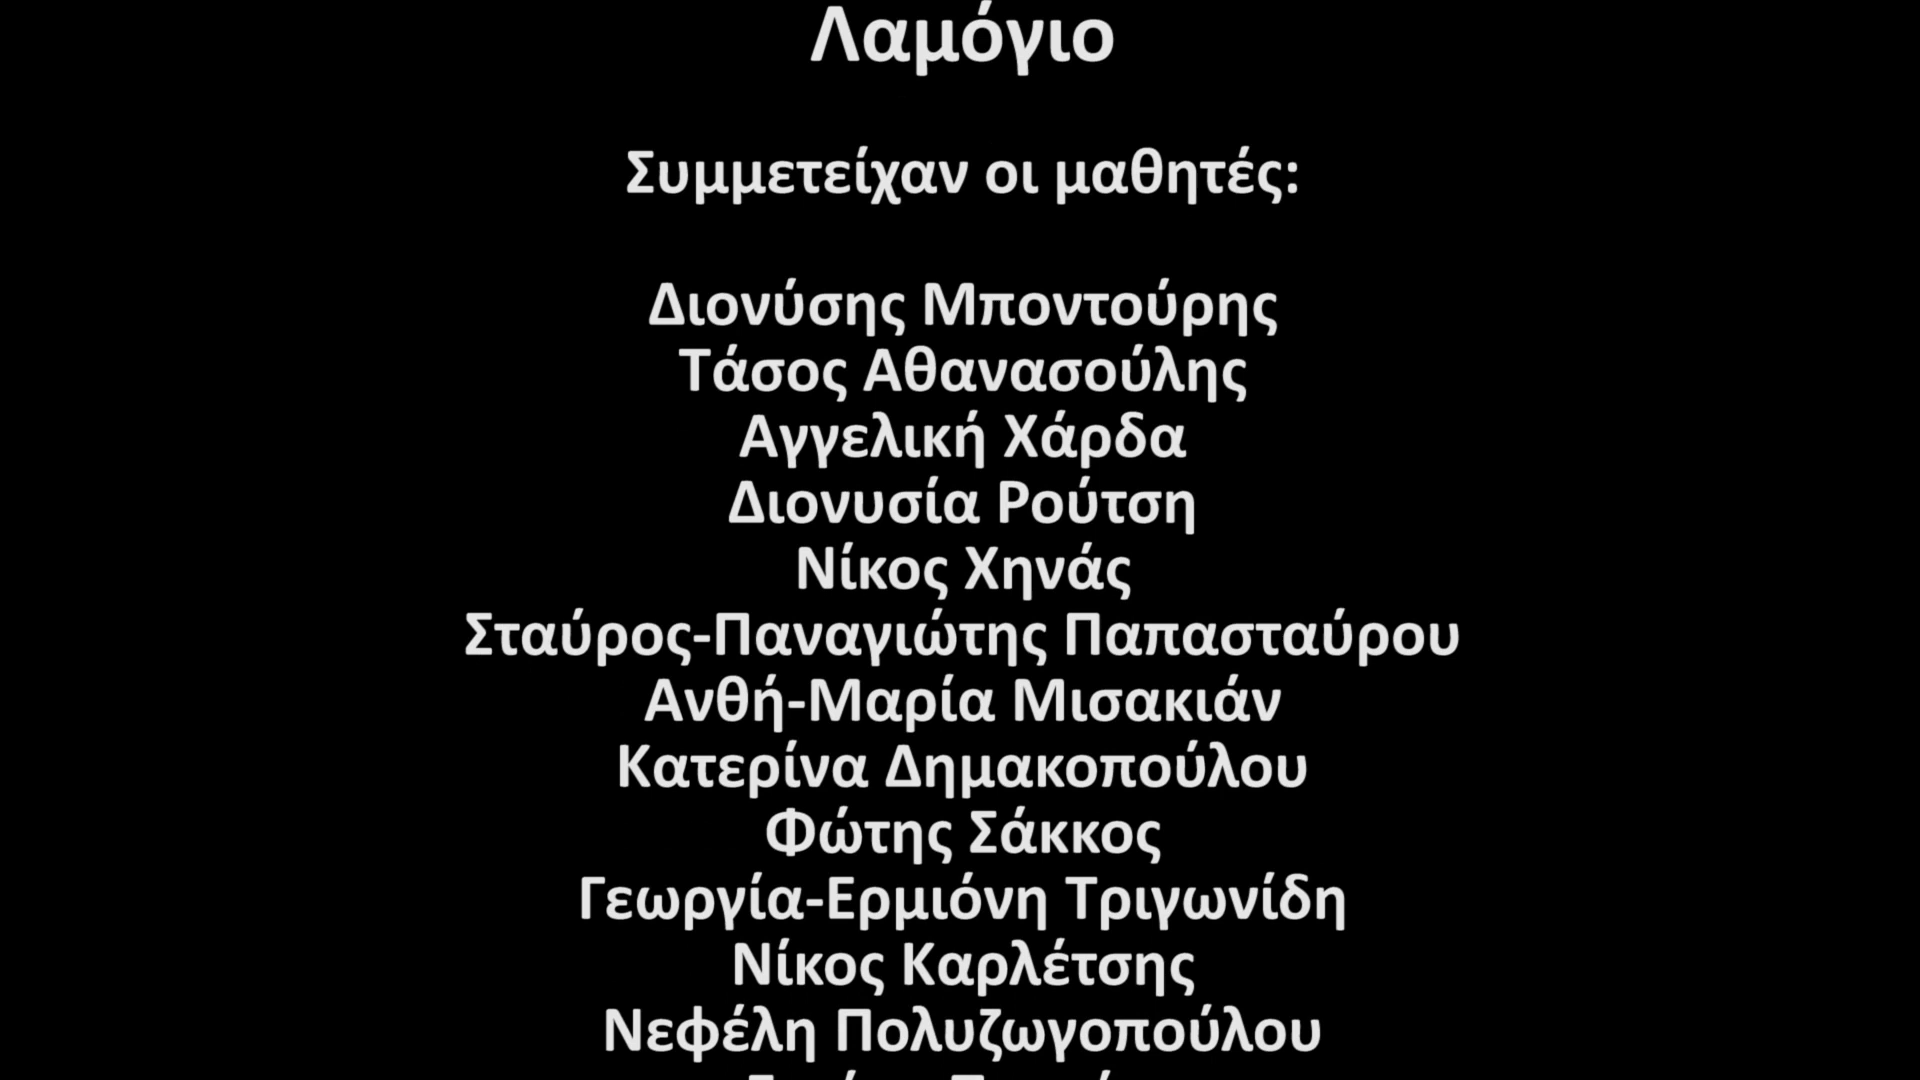 Λαμόγιο
Συμμετείχαν οι μαθητές:
Διονύσης Μποντούρης
Τάσος Αθανασούλης
Αγγελική Χάρδα
Διονυσία Ρούτση
Νίκος Χηνάς
Σταύρος-Παναγιώτης Παπασταύρου
Ανθή-Μαρία Μισακιάν
Κατερίνα Δημακοπούλου
Φώτης Σάκκος
Γεωργία-Ερμιόνη Τριγωνίδη
Νίκος Καρλέτσης
Νεφέλη Πολυζωγοπούλου